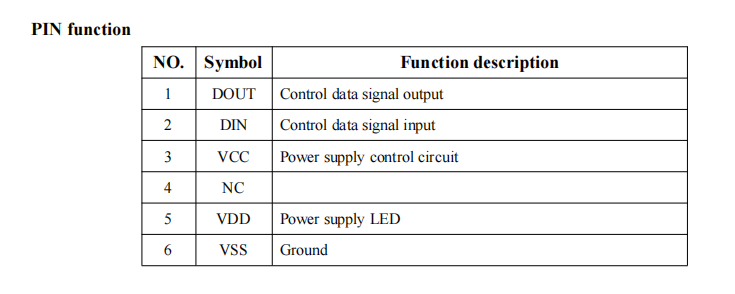 PIN function
NO. Symbol Function description
1 DOUT Control data signal output
2 DIN Control data signal input
3 VCC Power supply control circuit
4 NC
5 VDD Power supply LED
6 VSS Ground